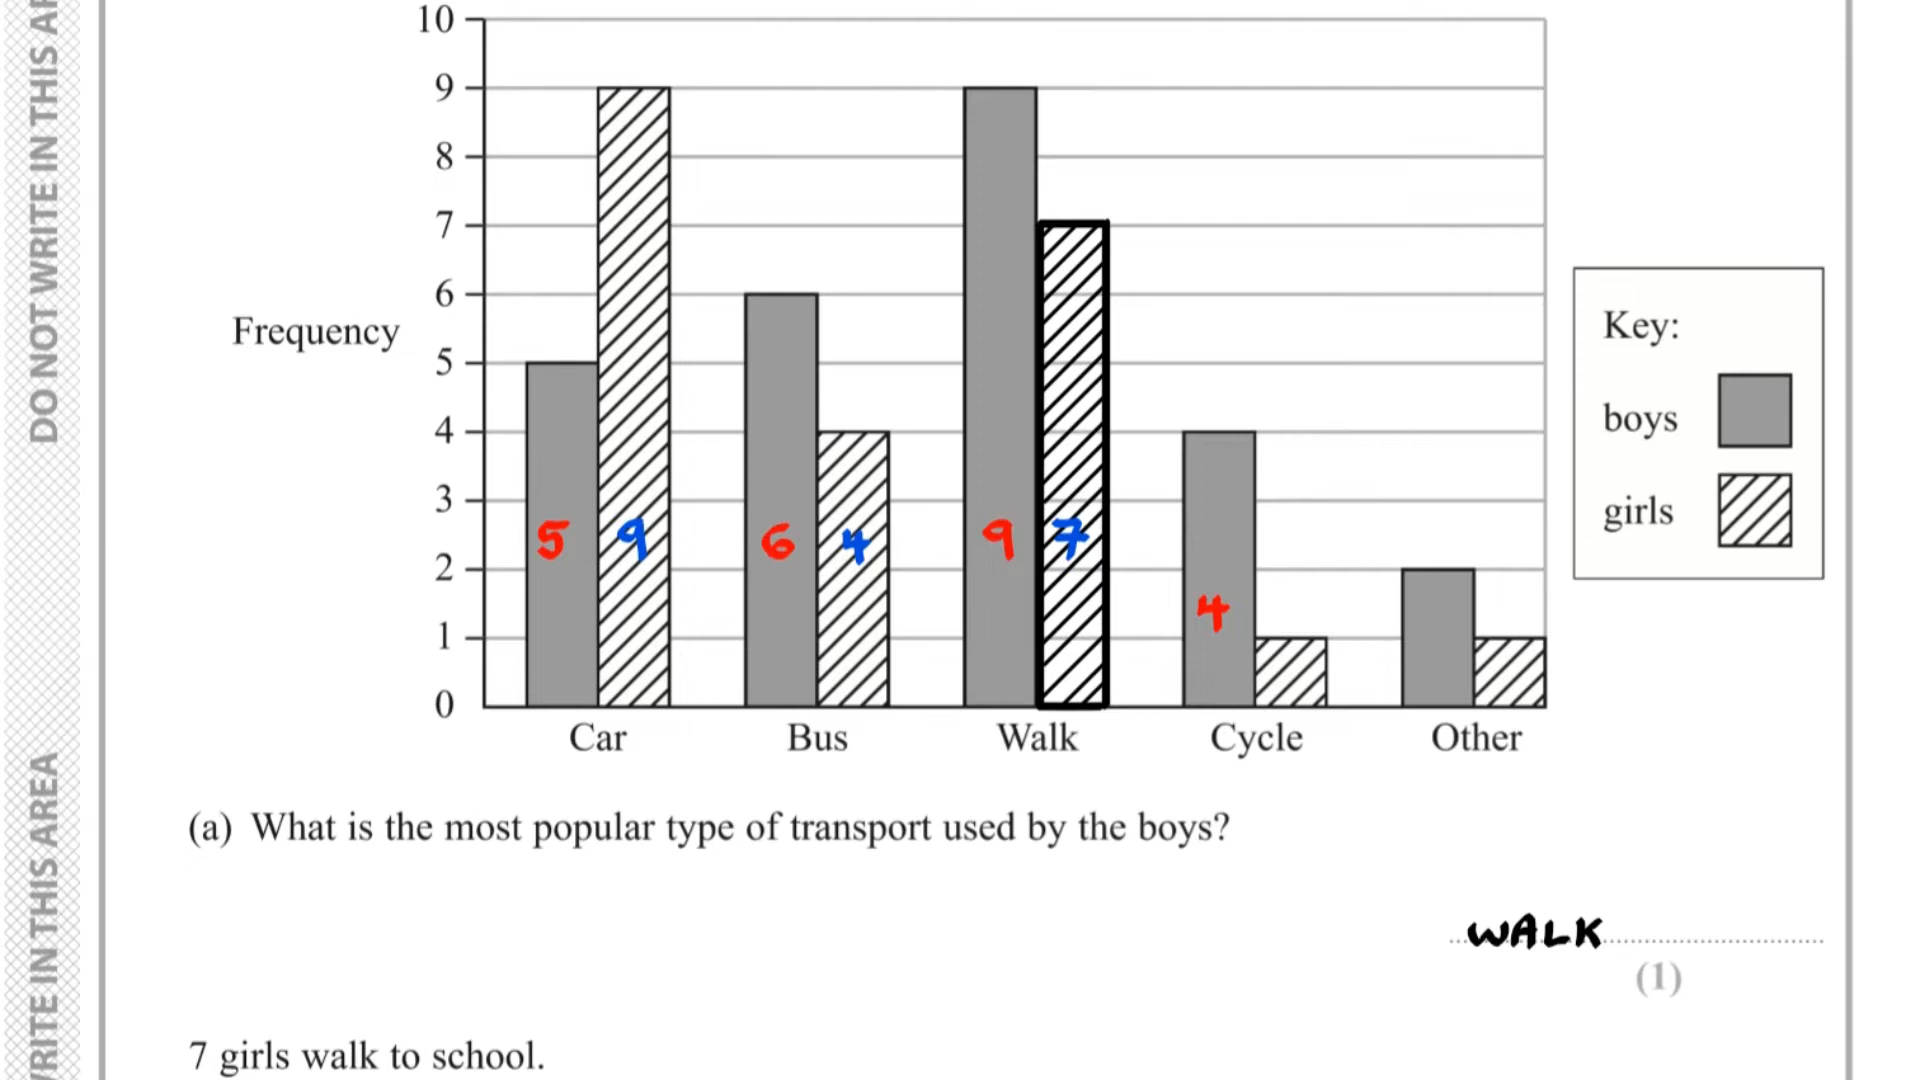 DO NOT WRITE IN THIS AR
WRITE IN THIS AREA
10
9
8
7
6
5
4
3
2
1
0
Frequency
5 9 6 4 9 7 4
Car Bus Walk Cycle Other
Key:
boys
girls
(a) What is the most popular type of transport used by the boys?
WALK
(1)
7 girls walk to school.